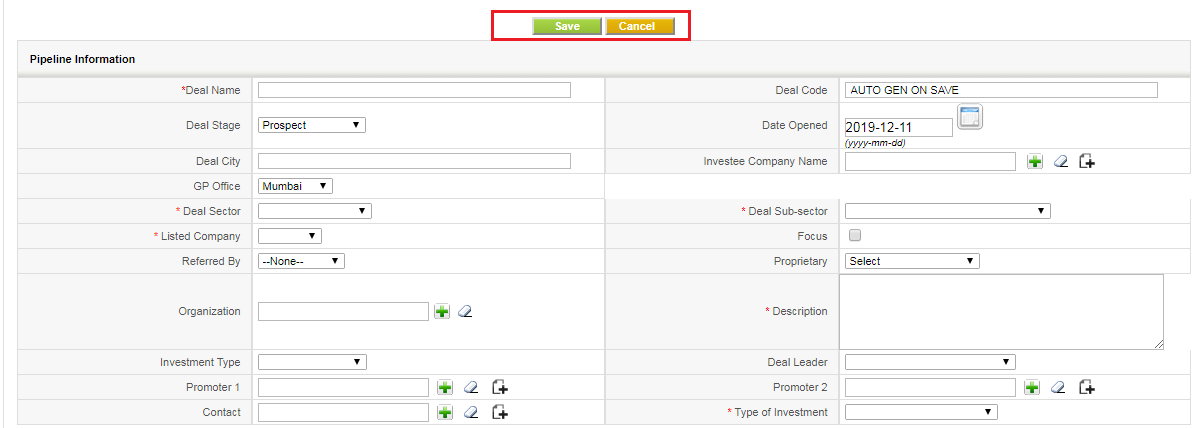 Save Cancel
Pipeline Information
*Deal Name Deal Code AUTO GEN ON SAVE
Deal Stage Prospect Date Opened 2019-12-11
(yyyy-mm-dd)
Deal City Investee Company Name
GP Office Mumbai
* Deal Sector * Deal Sub-sector
* Listed Company Focus
Referred By --None-- Proprietary Select
Organization * Description
Investment Type Deal Leader
Promoter 1 Promoter 2
Contact * Type of Investment